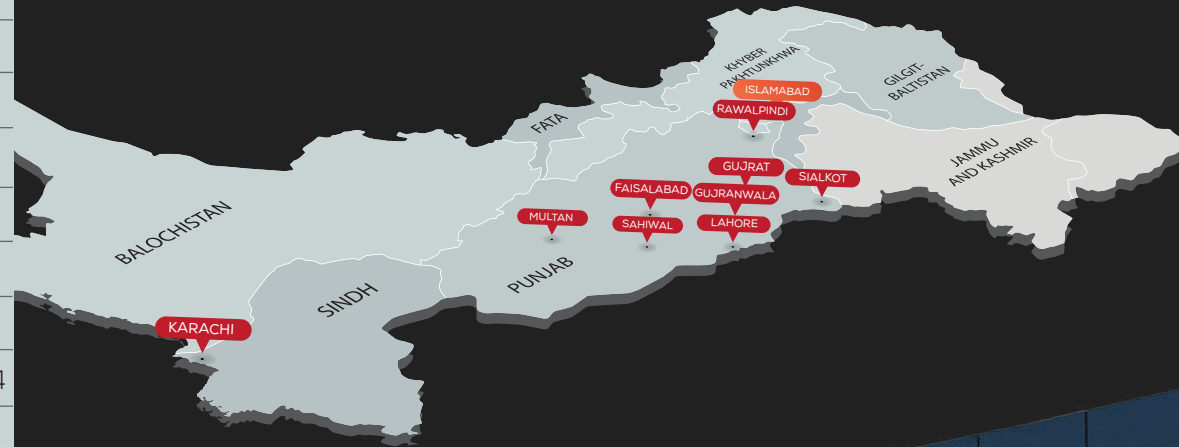 KHYBER
PAKHTUNKHWA
GILGIT-
BALTISTAN
ISLAMABAD
RAWALPINDI
FATA
JAMMU
AND KASHMIR
GUJRAT
SIALKOT
FAISALABAD
GUJRANWALA
MULTAN
SAHIWAL
LAHORE
BALOCHISTAN
PUNJAB
SINDH
KARACHI
4